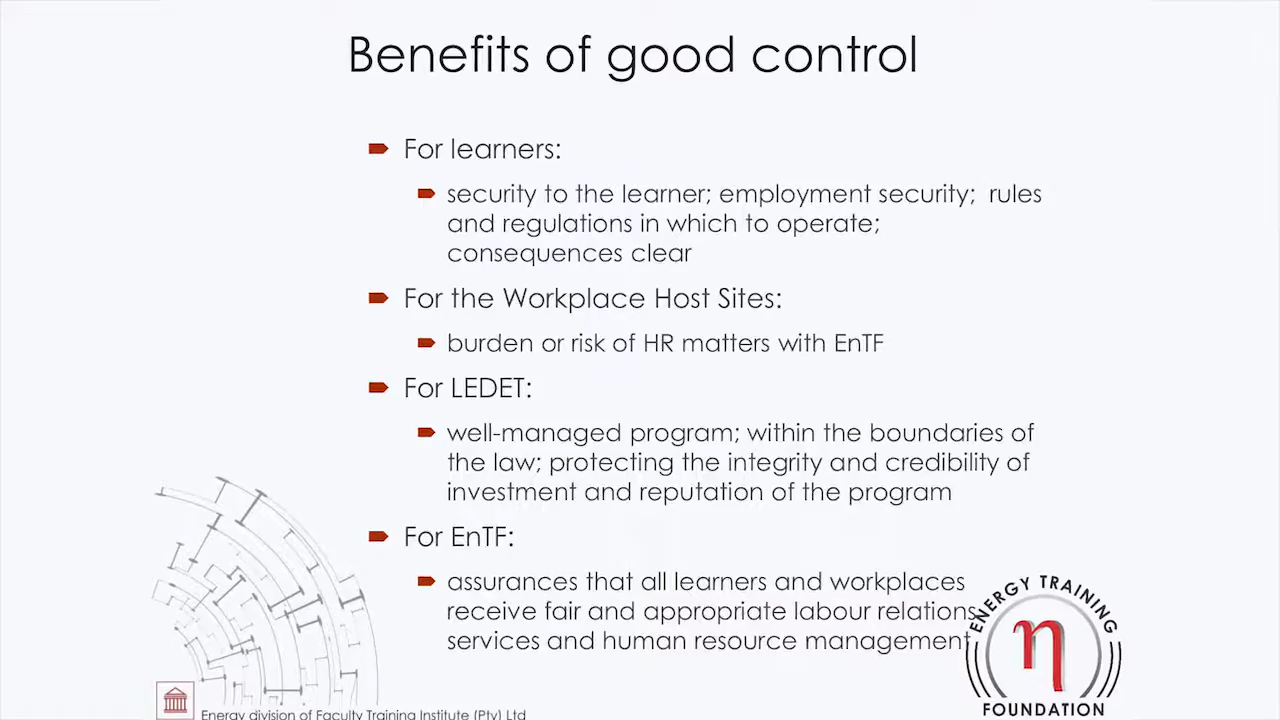 Benefits of good control
For learners:
security to the learner; employment security; rules
and regulations in which to operate;
consequences clear
For the Workplace Host Sites:
burden or risk of HR matters with EnTF
For LEDET:
well-managed program; within the boundaries of
the law; protecting the integrity and credibility of
investment and reputation of the program
For EnTF:
assurances that all learners and workplaces
receive fair and appropriate labour relations
services and human resource management
ENERGY TRAINING
η
FOUNDATION
Energy division of Faculty Training Institute (Pty) Ltd